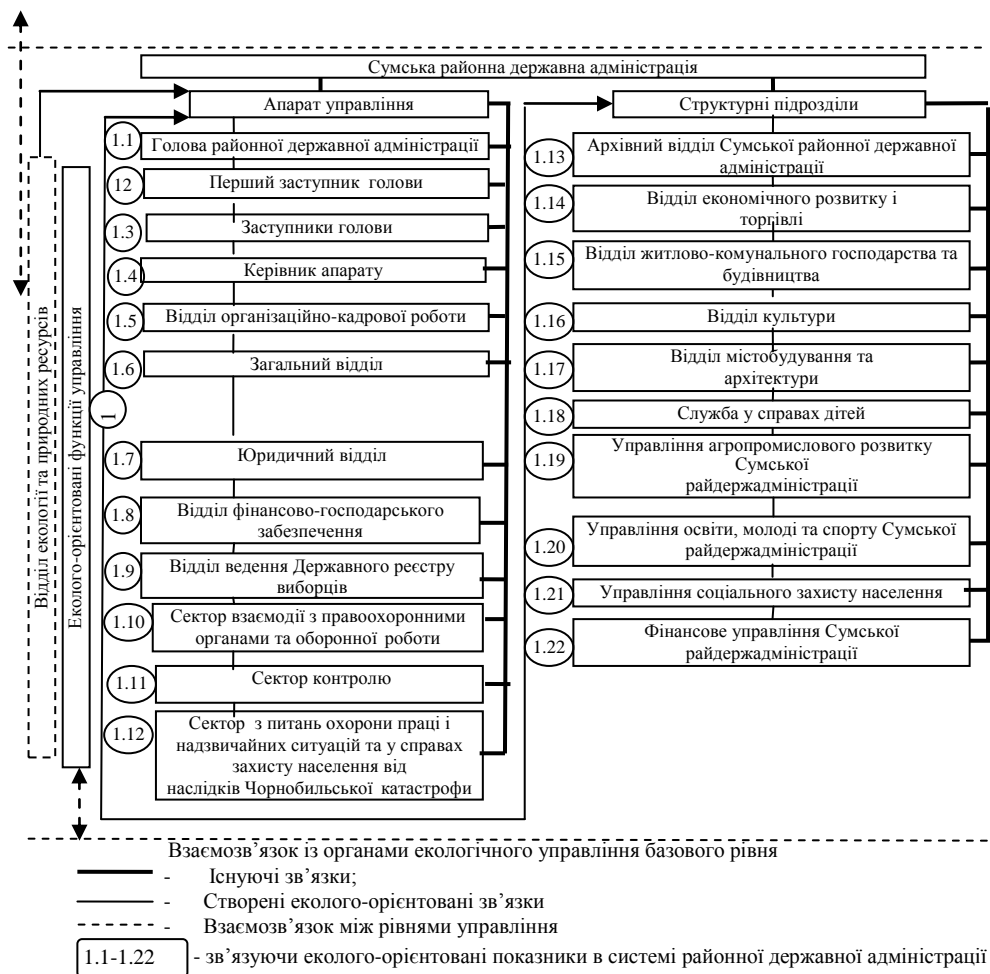 Сумська районна державна адміністрація
Апарат управління
1.1
Голова районної державної адміністрації
12
Перший заступник голови
1.3
Заступники голови
1.4
Керівник апарату
1.5
Відділ організаційно-кадрової роботи
1.6
Загальний відділ
1.7
Юридичний відділ
1.8
Відділ фінансово-господарського
забезпечення
1.9
Відділ ведення Державного реєстру
виборців
1.10
Сектор взаємодії з правоохоронними
органами та оборонної роботи
1.11
Сектор контролю
1.12
Сектор з питань охорони праці і
надзвичайних ситуацій та у справах
захисту населення від
наслідків Чорнобильської катастрофи
Структурні підрозділи
1.13
Архівний відділ Сумської районної державної
адміністрації
1.14
Відділ економічного розвитку і
торгівлі
1.15
Відділ житлово-комунального господарства та
будівництва
1.16
Відділ культури
1.17
Відділ містобудування та
архітектури
1.18
Служба у справах дітей
1.19
Управління агропромислового розвитку
Сумської
райдержадміністрації
1.20
Управління освіти, молоді та спорту Сумської
райдержадміністрації
1.21
Управління соціального захисту населення
1.22
Фінансове управління Сумської
райдержадміністрації
Відділ екології та природних ресурсів
Еколого-орієнтовані функції управління
1
Взаємозв’язок із органами екологічного управління базового рівня
- Існуючі зв’язки;
- Створені еколого-орієнтовані зв’язки
- Взаємозв’язок між рівнями управління
1.1-1.22 - зв’язуючи еколого-орієнтовані показники в системі районної державної адміністрації